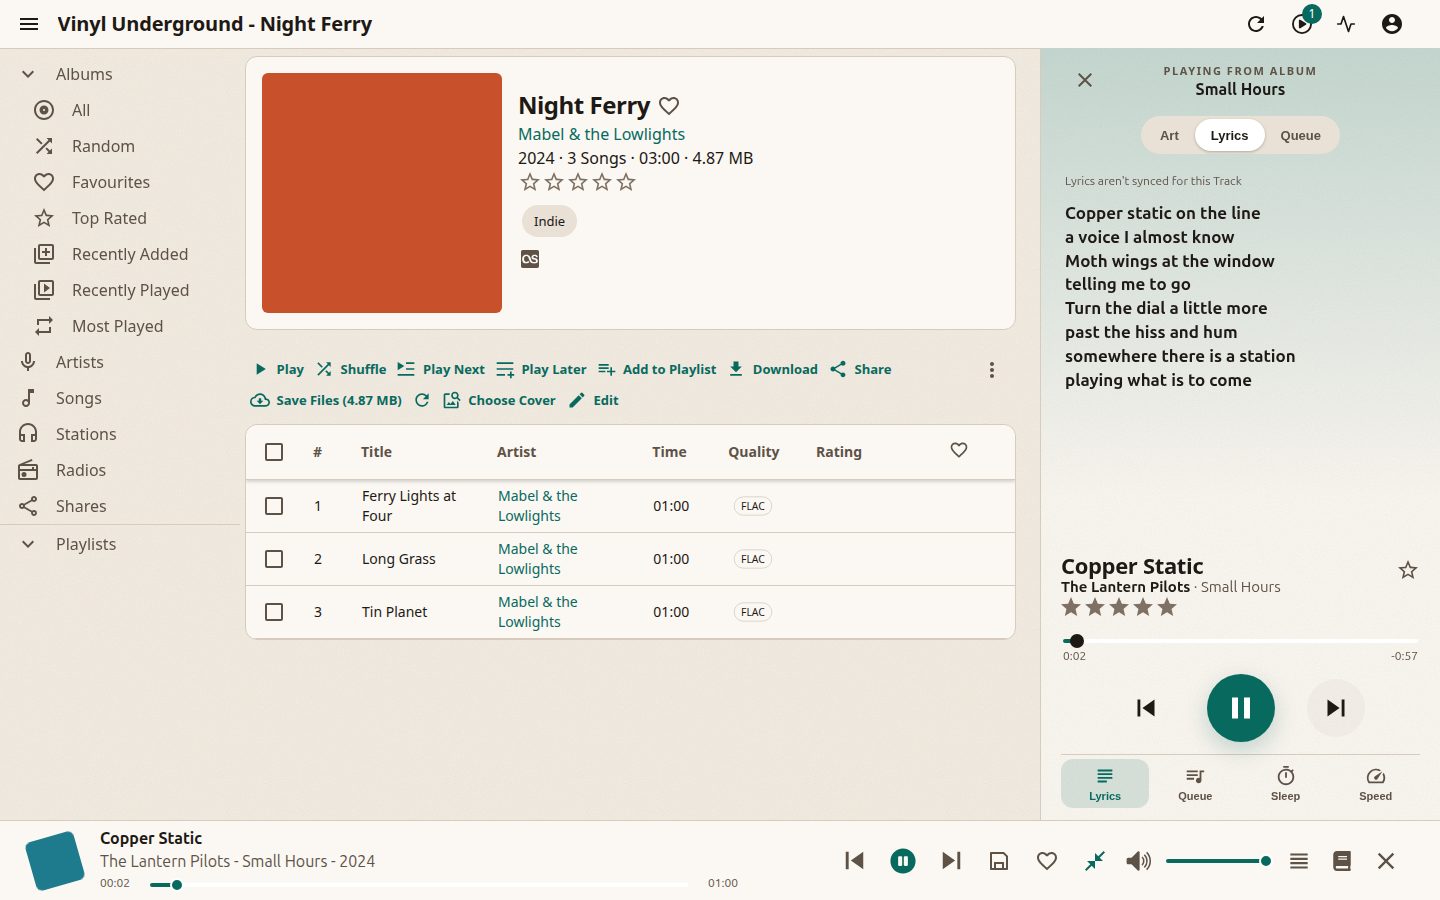 Vinyl Underground - Night Ferry
1
Albums
All
Random
Favourites
Top Rated
Recently Added
Recently Played
Most Played
Artists
Songs
Stations
Radios
Shares
Playlists
Night Ferry
Mabel & the Lowlights
2024 · 3 Songs · 03:00 · 4.87 MB
Indie
Play Shuffle Play Next Play Later Add to Playlist Download Share
Save Files (4.87 MB) Choose Cover Edit
# Title Artist Time Quality Rating
1 Ferry Lights at Four Mabel & the Lowlights 01:00 FLAC
2 Long Grass Mabel & the Lowlights 01:00 FLAC
3 Tin Planet Mabel & the Lowlights 01:00 FLAC
PLAYING FROM ALBUM
Small Hours
Art Lyrics Queue
Lyrics aren't synced for this Track
Copper static on the line
a voice I almost know
Moth wings at the window
telling me to go
Turn the dial a little more
past the hiss and hum
somewhere there is a station
playing what is to come
Copper Static
The Lantern Pilots · Small Hours
0:02 -0:57
Lyrics Queue Sleep Speed
Copper Static
The Lantern Pilots - Small Hours - 2024
00:02 01:00